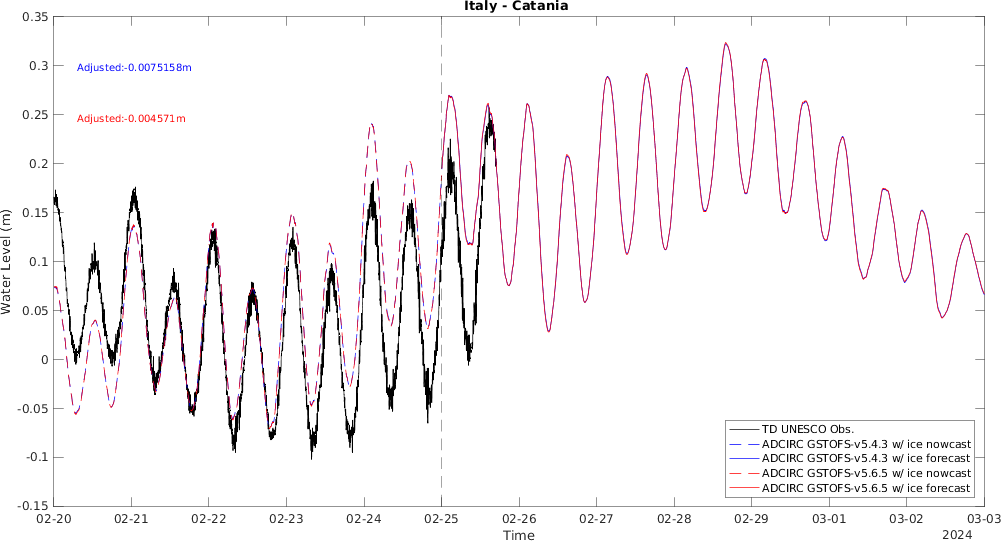 Italy - Catania
0.35
0.3
0.25
0.2
0.15
0.1
0.05
0
-0.05
-0.1
-0.15
Water Level (m)
Adjusted:-0.0075158m
Adjusted:-0.004571m
TD UNESCO Obs.
ADCIRC GSTOFS-v5.4.3 w/ ice nowcast
ADCIRC GSTOFS-v5.4.3 w/ ice forecast
ADCIRC GSTOFS-v5.6.5 w/ ice nowcast
ADCIRC GSTOFS-v5.6.5 w/ ice forecast
02-20 02-21 02-22 02-23 02-24 02-25 02-26 02-27 02-28 02-29 03-01 03-02 03-03
Time
2024